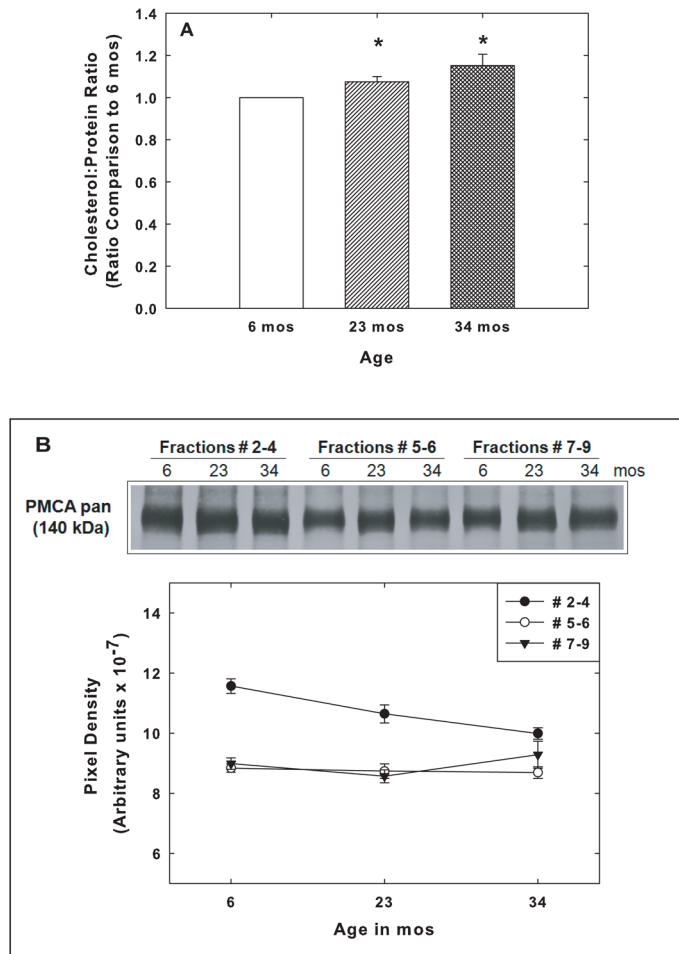 A
Cholesterol:Protein Ratio
(Ratio Comparison to 6 mos)
1.4
1.2
1.0
0.8
0.6
0.4
0.2
0.0
*
*
6 mos
23 mos
34 mos
Age
B
Fractions # 2-4
Fractions # 5-6
Fractions # 7-9
6 23 34 6 23 34 6 23 34 mos
PMCA pan
(140 kDa)
Pixel Density
(Arbitrary units x 10-7)
14
12
10
8
6
# 2-4
# 5-6
# 7-9
6
23
34
Age in mos